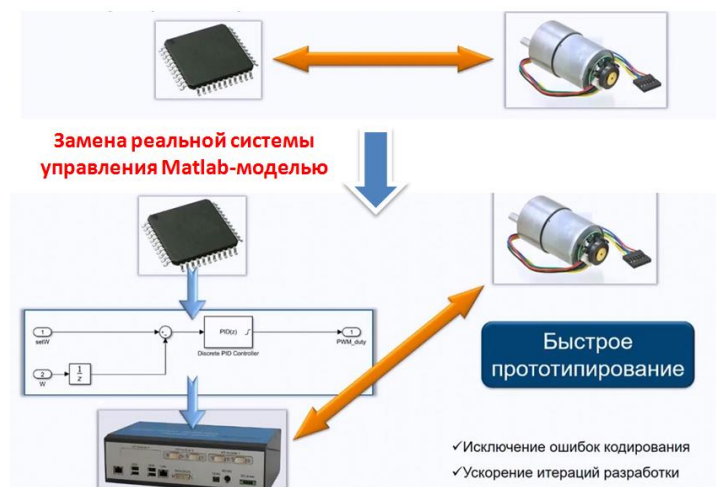 Замена реальной системы
управления Matlab-моделью
1
setW
2
W
1
z
PID(z)
Discrete PID Controller
1
PWM_duty
Быстрое
прототипирование
✓Исключение ошибок кодирования
✓Ускорение итераций разработки